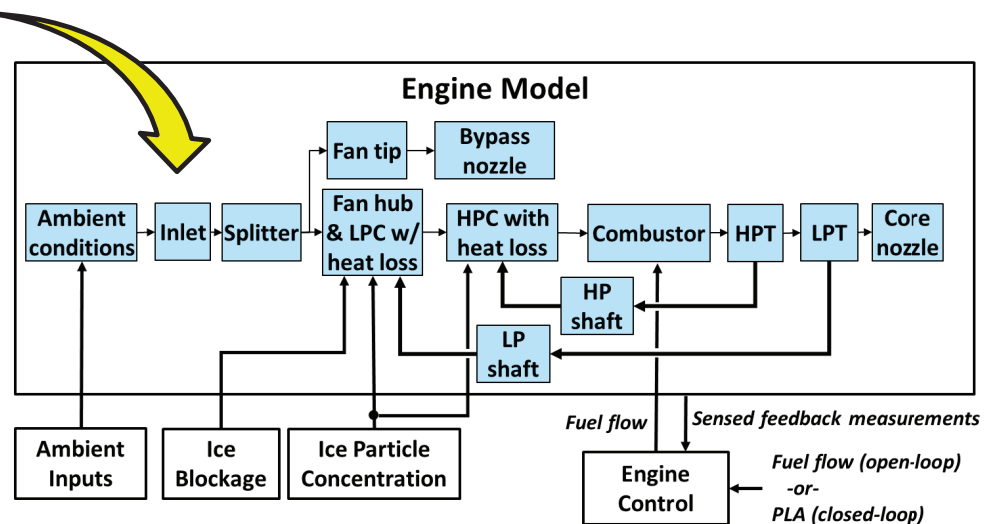 Engine Model
Fan tip
Bypass
nozzle
Ambient
conditions
Inlet
Splitter
Fan hub
& LPC w/
heat loss
HPC with
heat loss
Combustor
HPT
LPT
Core
nozzle
HP
shaft
LP
shaft
Fuel flow
Sensed feedback measurements
Ambient
Inputs
Ice
Blockage
Ice Particle
Concentration
Engine
Control
Fuel flow (open-loop)
-or-
PLA (closed-loop)